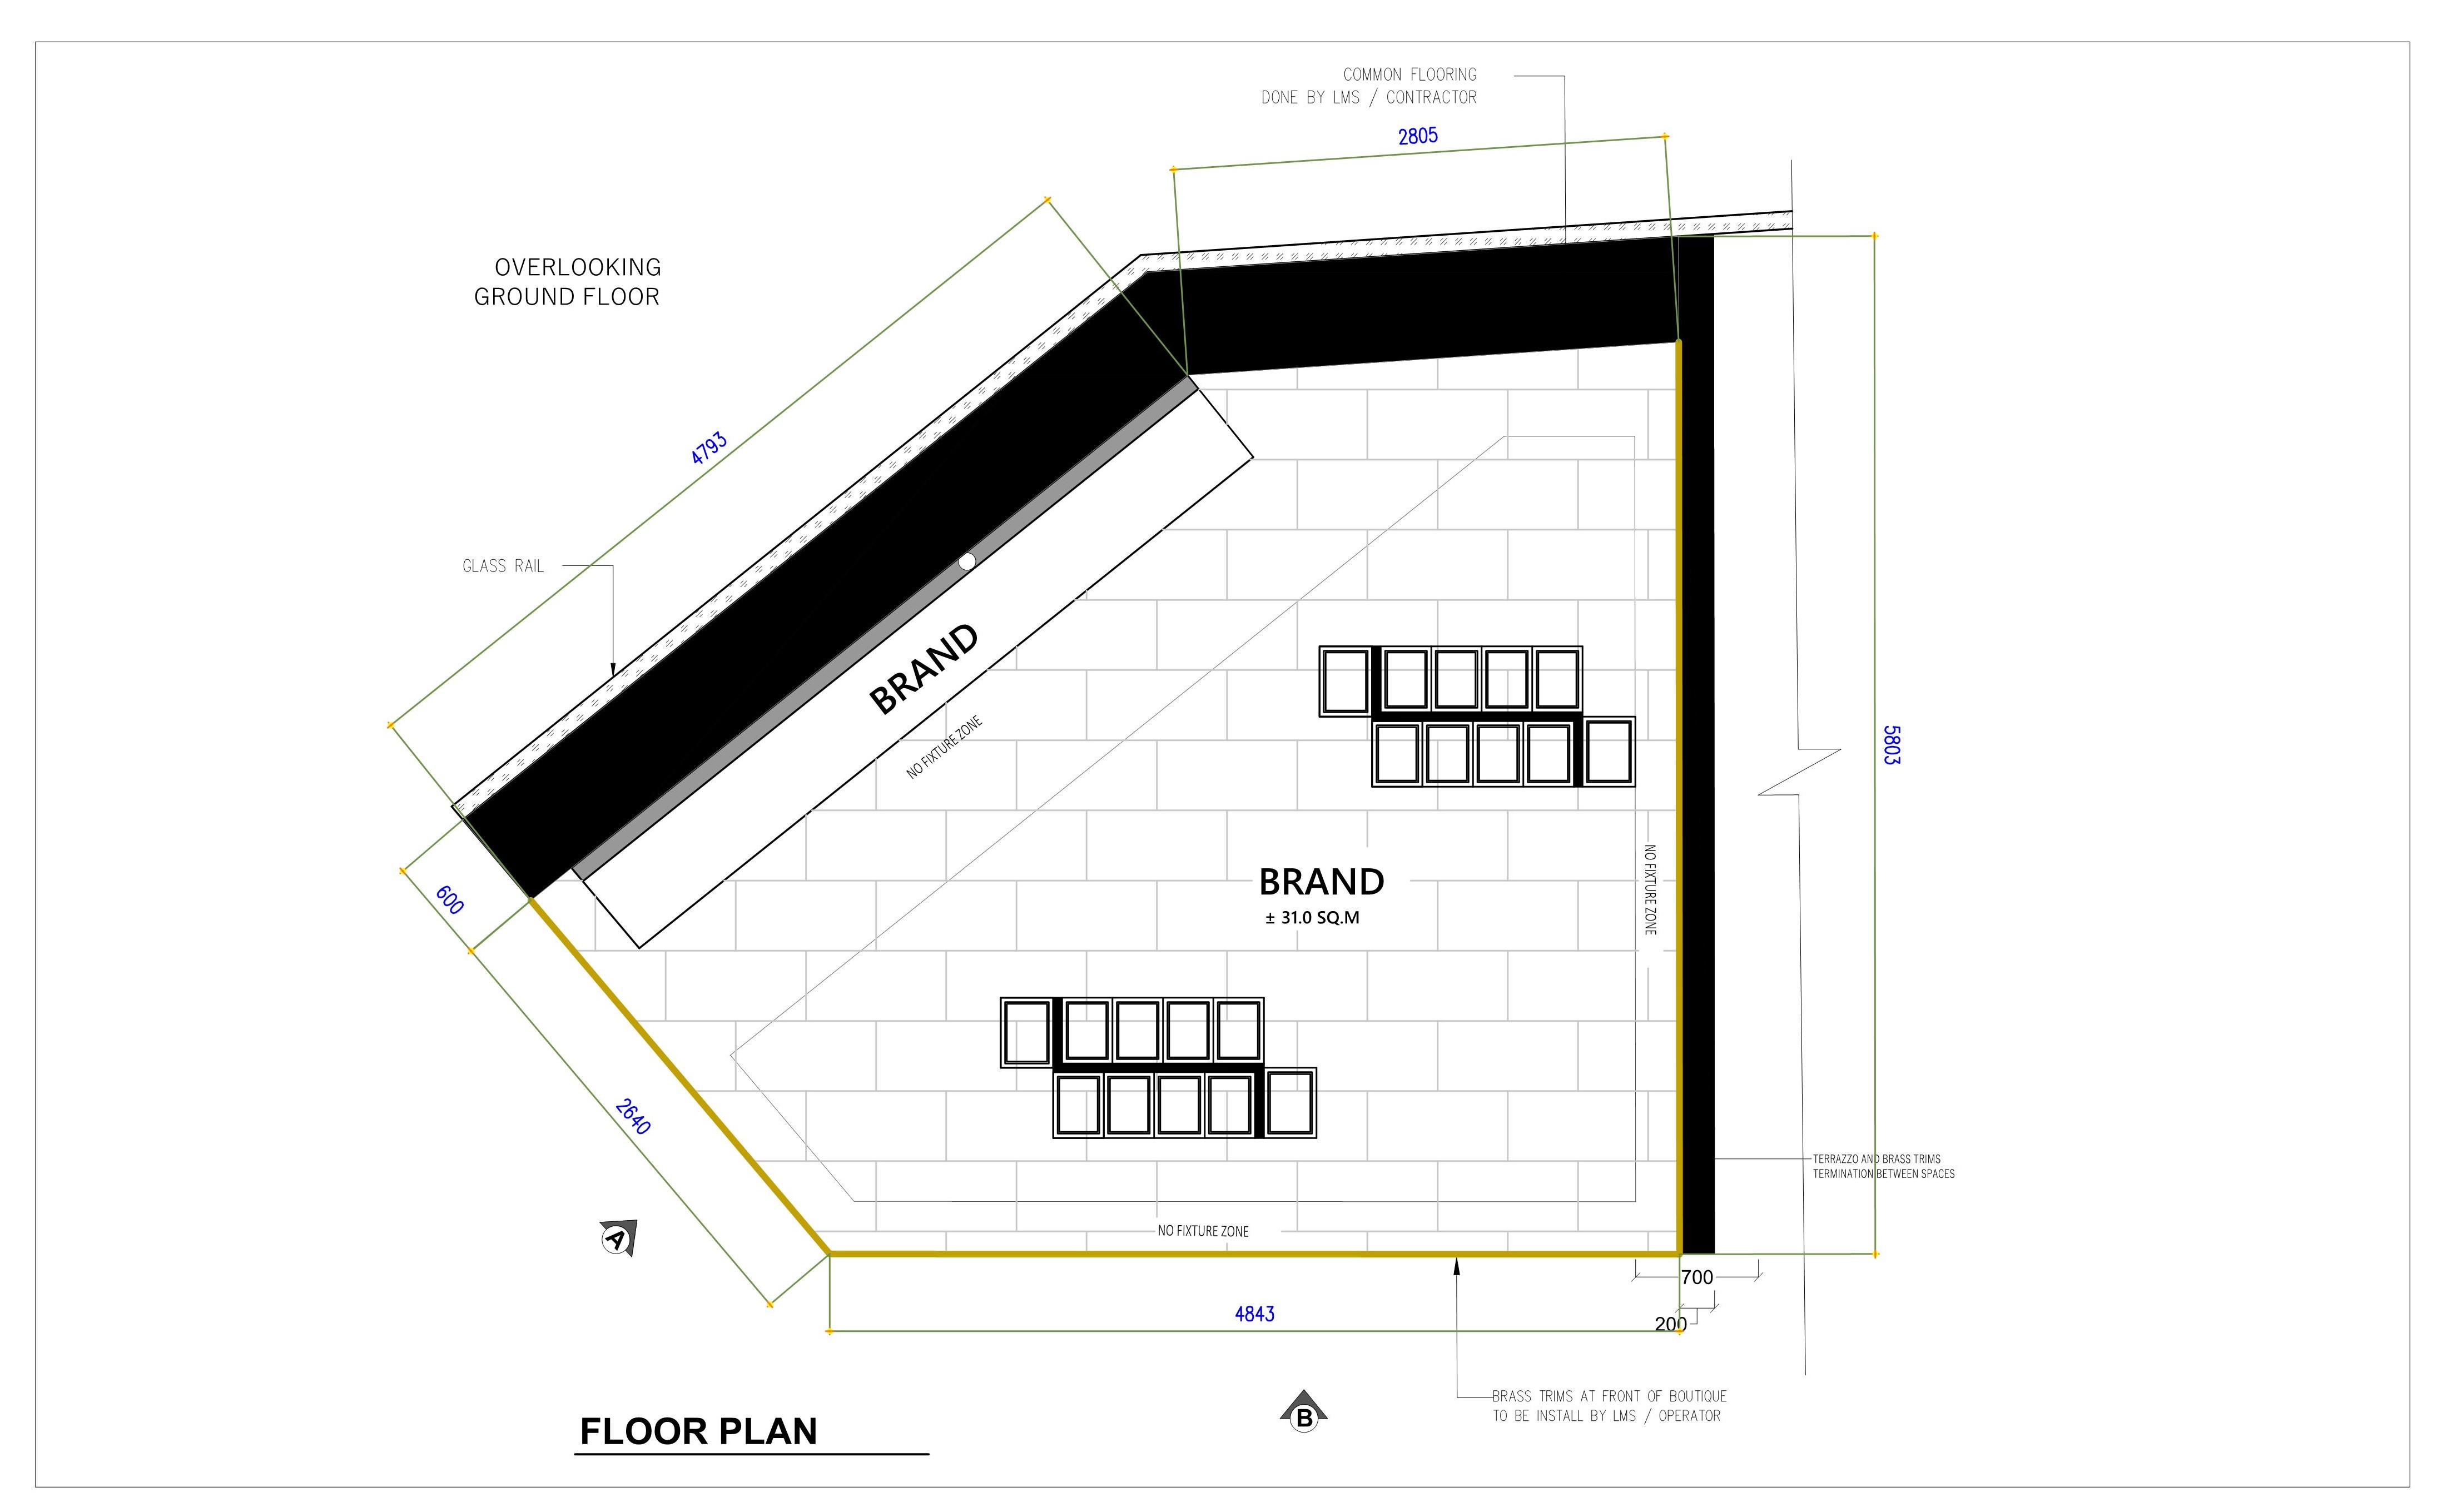 COMMON FLOORING
DONE BY LMS / CONTRACTOR
2805
OVERLOOKING
GROUND FLOOR
4793
GLASS RAIL
BRAND
NO FIXTURE ZONE
5803
BRAND
± 31.0 SQ.M
NO FIXTURE ZONE
600
2640
TERRAZZO AND BRASS TRIMS
TERMINATION BETWEEN SPACES
A
NO FIXTURE ZONE
700
4843
200
BRASS TRIMS AT FRONT OF BOUTIQUE
TO BE INSTALL BY LMS / OPERATOR
B
FLOOR PLAN